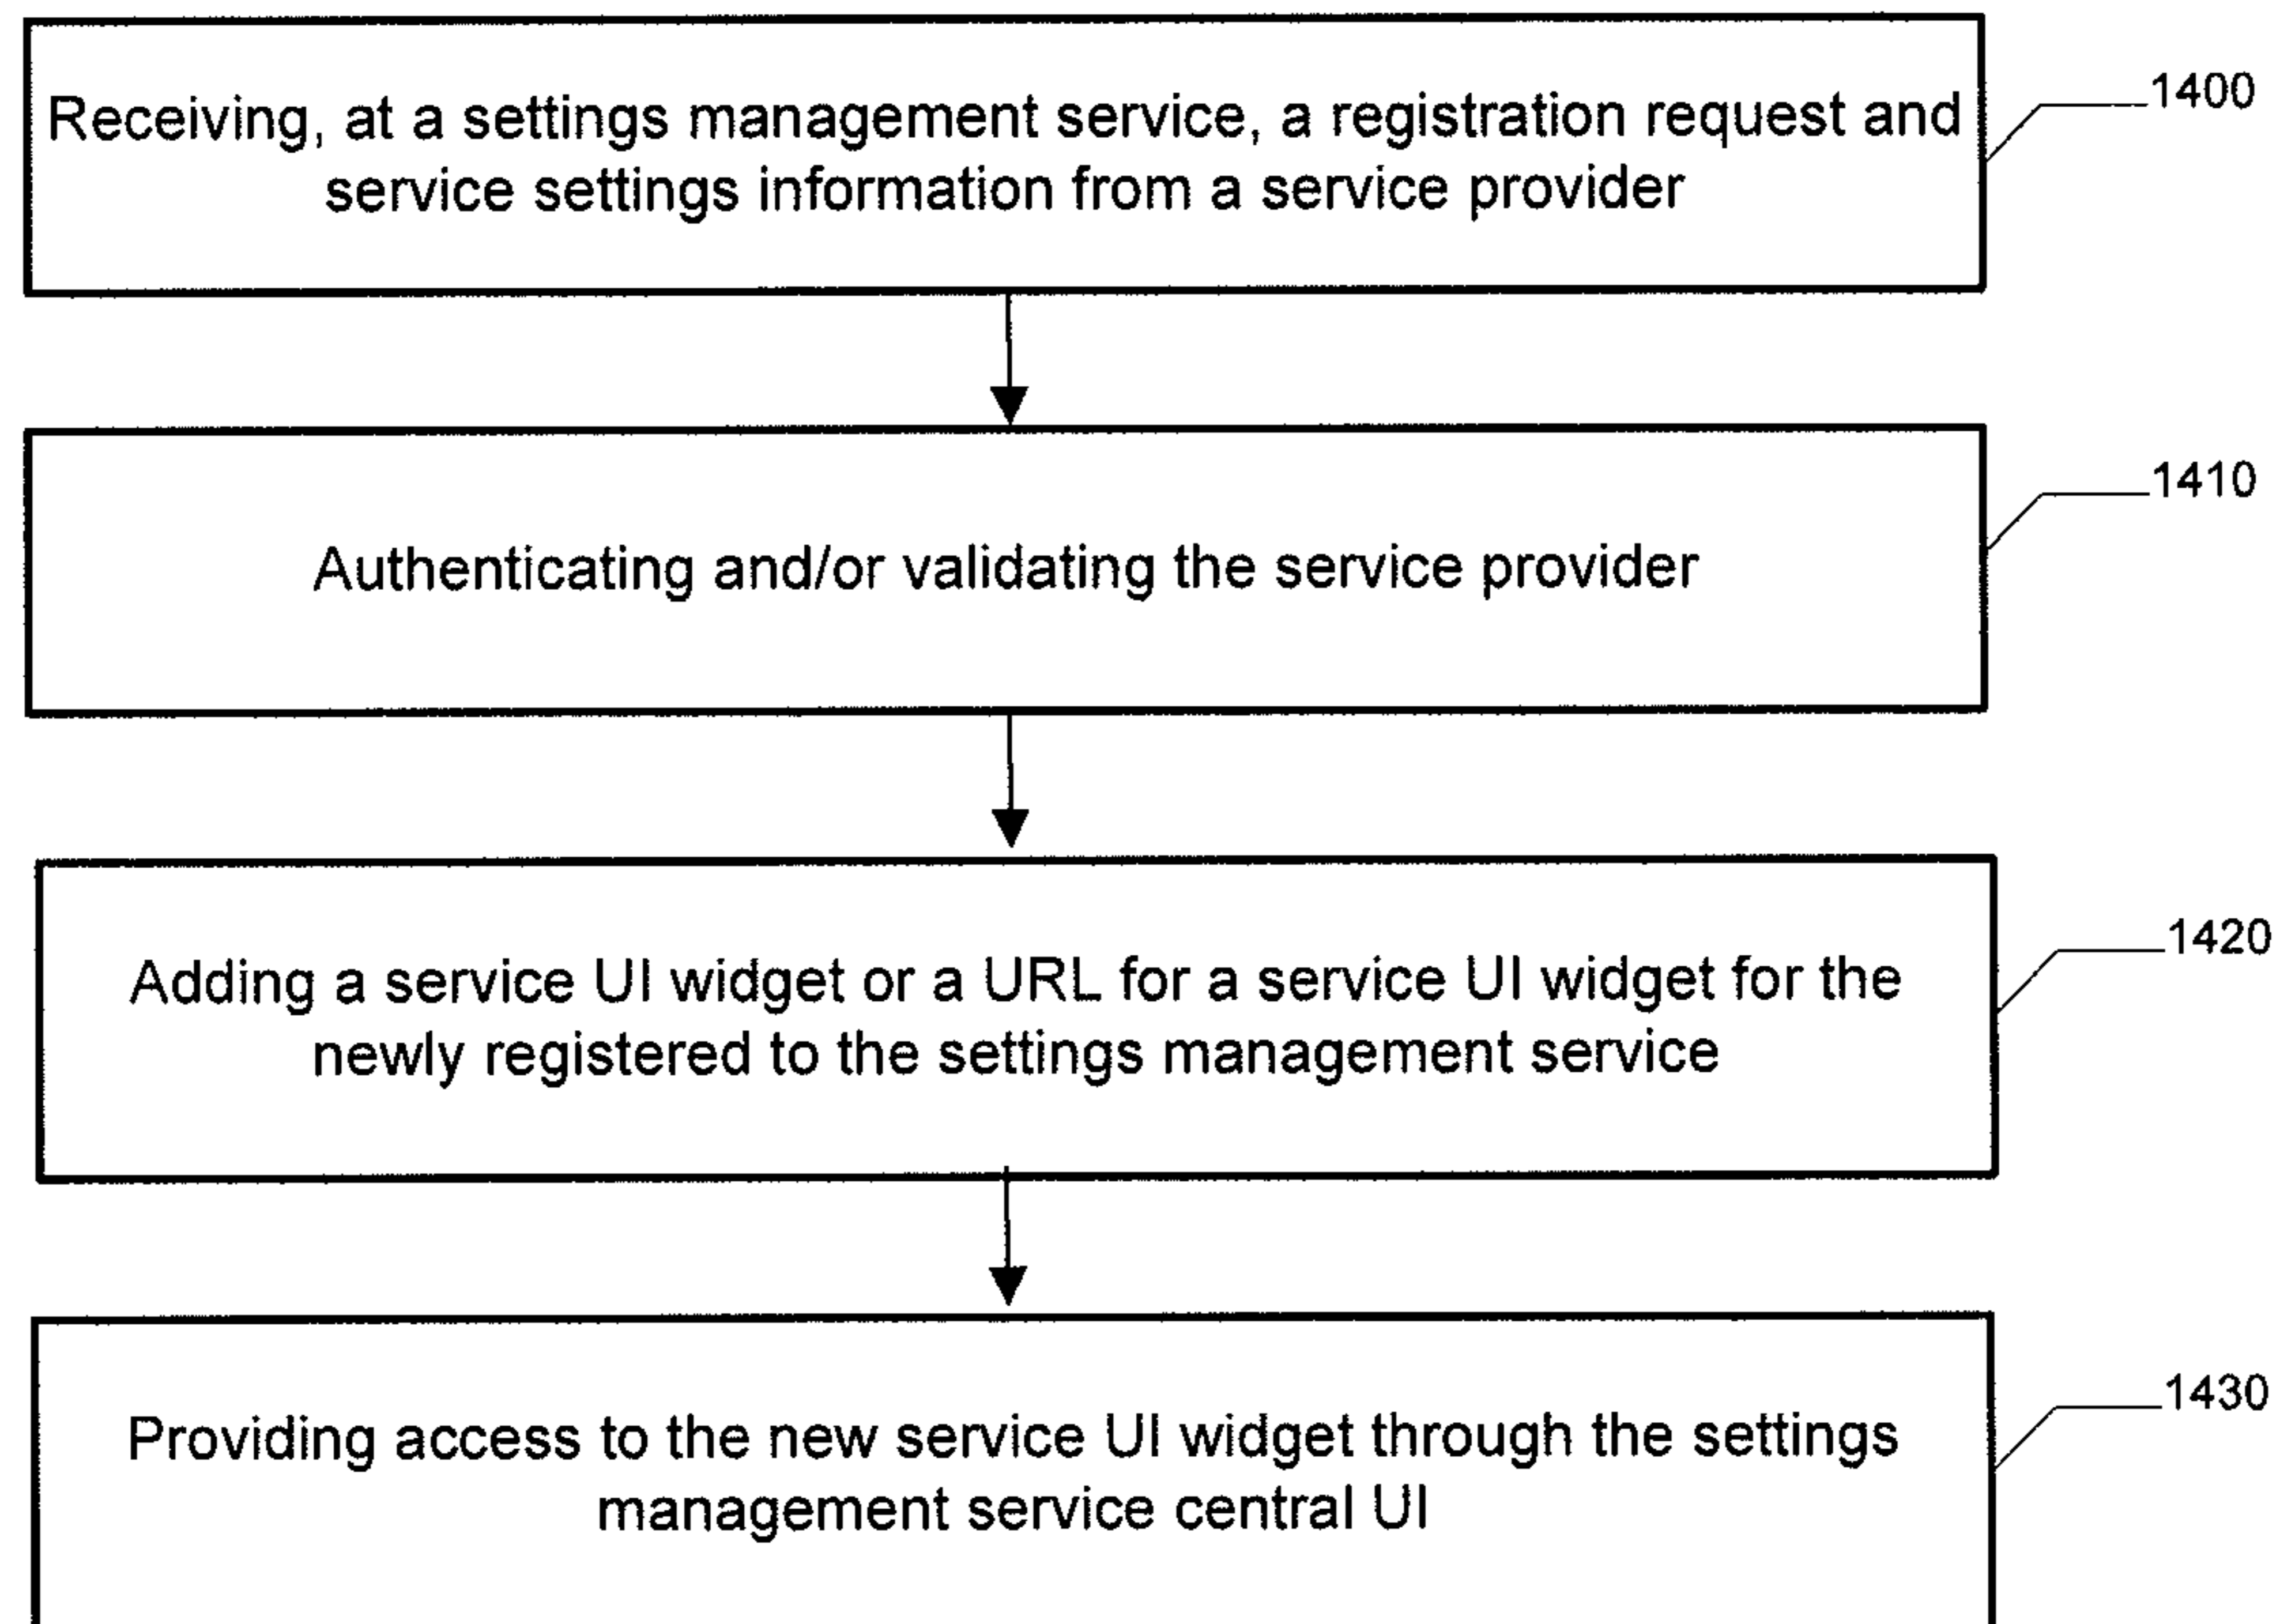 Receiving, at a settings management service, a registration request and
service settings information from a service provider
1400
Authenticating and/or validating the service provider
1410
Adding a service UI widget or a URL for a service UI widget for the
newly registered to the settings management service
1420
Providing access to the new service UI widget through the settings
management service central UI
1430